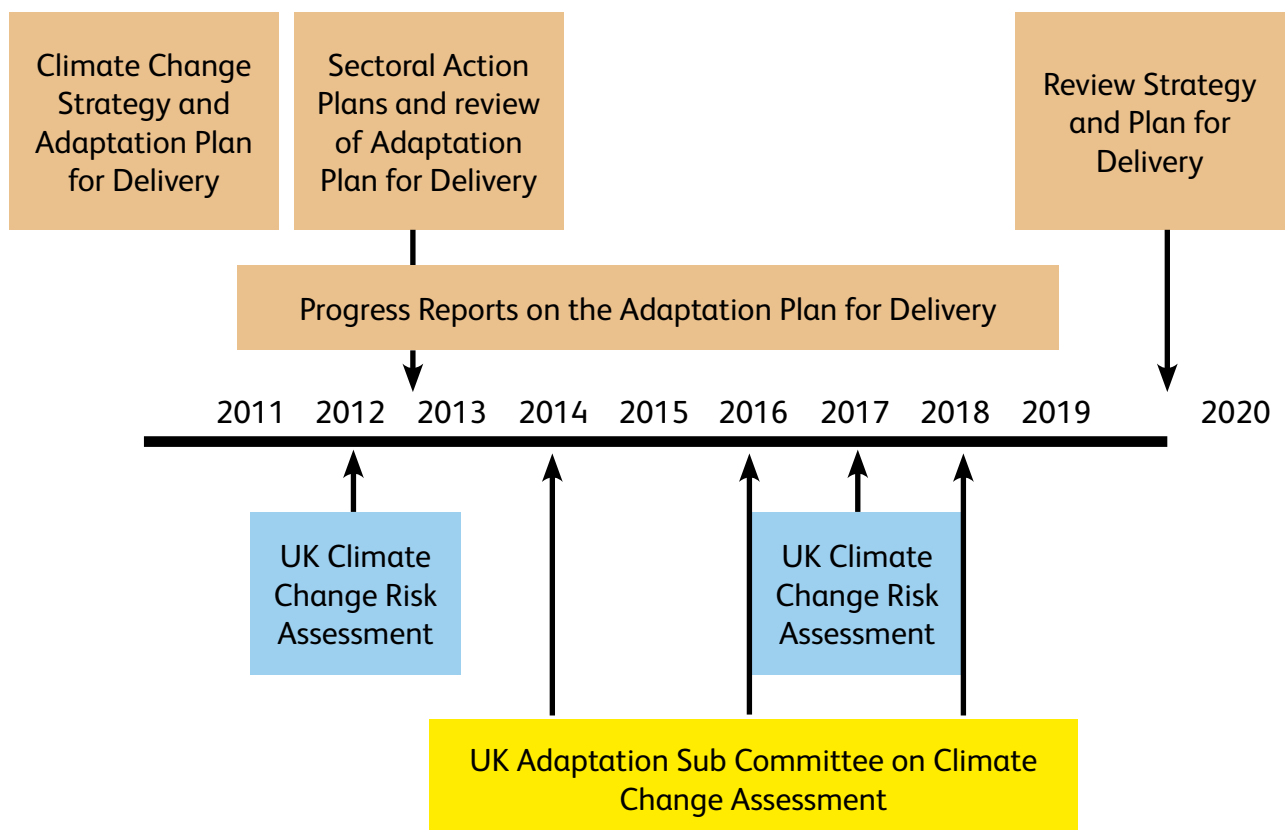 Climate Change
Strategy and
Adaptation Plan
for Delivery
Sectoral Action
Plans and review
of Adaptation
Plan for Delivery
Review Strategy
and Plan for
Delivery
Progress Reports on the Adaptation Plan for Delivery
2011 2012 2013 2014 2015 2016 2017 2018 2019 2020
UK Climate
Change Risk
Assessment
UK Climate
Change Risk
Assessment
UK Adaptation Sub Committee on Climate
Change Assessment